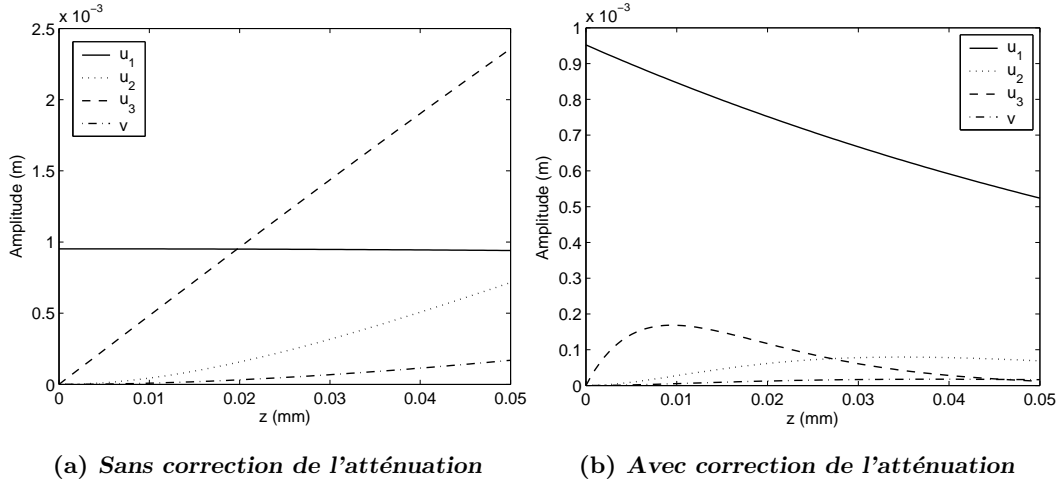 x 10⁻³
2.5
2
1.5
1
0.5
0
Amplitude (m)
u₁
u₂
u₃
v
0 0.01 0.02 0.03 0.04 0.05
z (mm)
(a) Sans correction de l'atténuation
x 10⁻³
1
0.9
0.8
0.7
0.6
0.5
0.4
0.3
0.2
0.1
0
Amplitude (m)
u₁
u₂
u₃
v
0 0.01 0.02 0.03 0.04 0.05
z (mm)
(b) Avec correction de l'atténuation